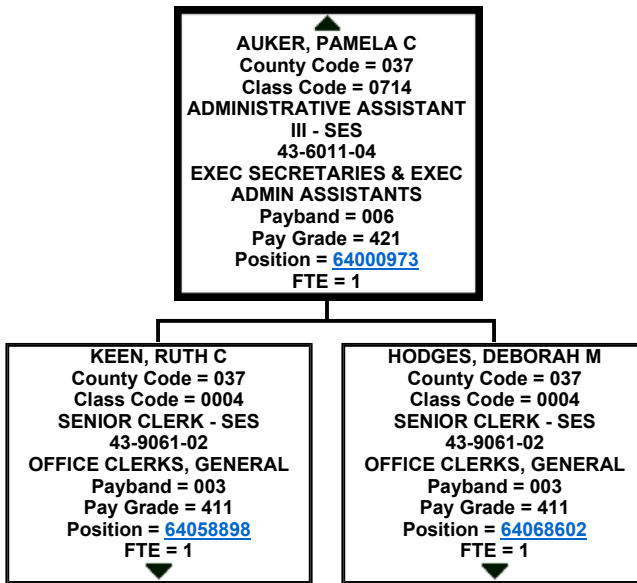 AUKER, PAMELA C
County Code = 037
Class Code = 0714
ADMINISTRATIVE ASSISTANT
III - SES
43-6011-04
EXEC SECRETARIES & EXEC
ADMIN ASSISTANTS
Payband = 006
Pay Grade = 421
Position = 64000973
FTE = 1
KEEN, RUTH C
County Code = 037
Class Code = 0004
SENIOR CLERK - SES
43-9061-02
OFFICE CLERKS, GENERAL
Payband = 003
Pay Grade = 411
Position = 64058898
FTE = 1
HODGES, DEBORAH M
County Code = 037
Class Code = 0004
SENIOR CLERK - SES
43-9061-02
OFFICE CLERKS, GENERAL
Payband = 003
Pay Grade = 411
Position = 64068602
FTE = 1